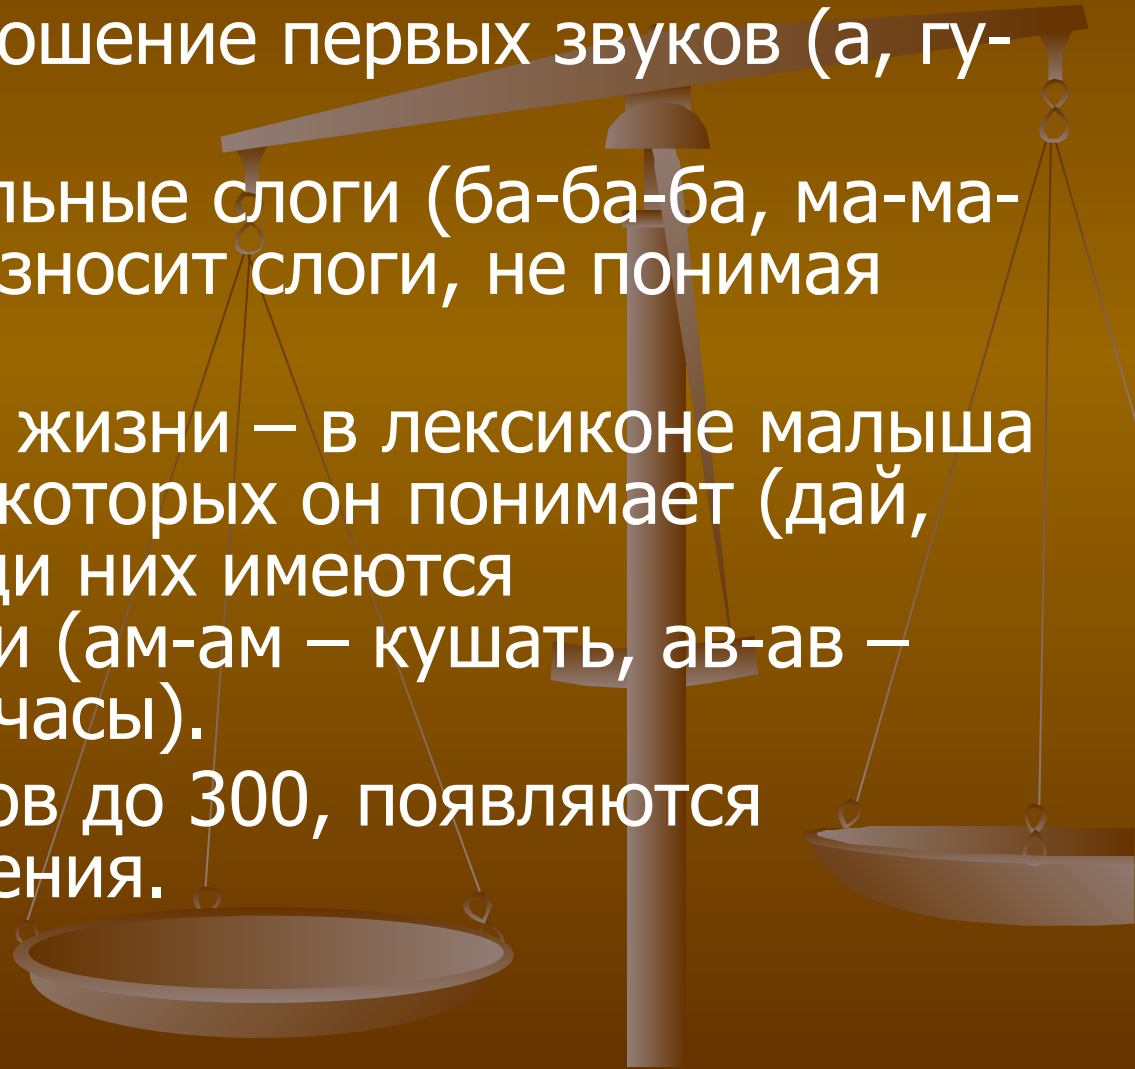 ошение первых звуков (а, гу-
льные слоги (ба-ба-ба, ма-ма-
зносит слоги, не понимая
жизни – в лексиконе малыша
которых он понимает (дай,
ди них имеются
и (ам-ам – кушать, ав-ав –
часы).
ов до 300, появляются
ения.